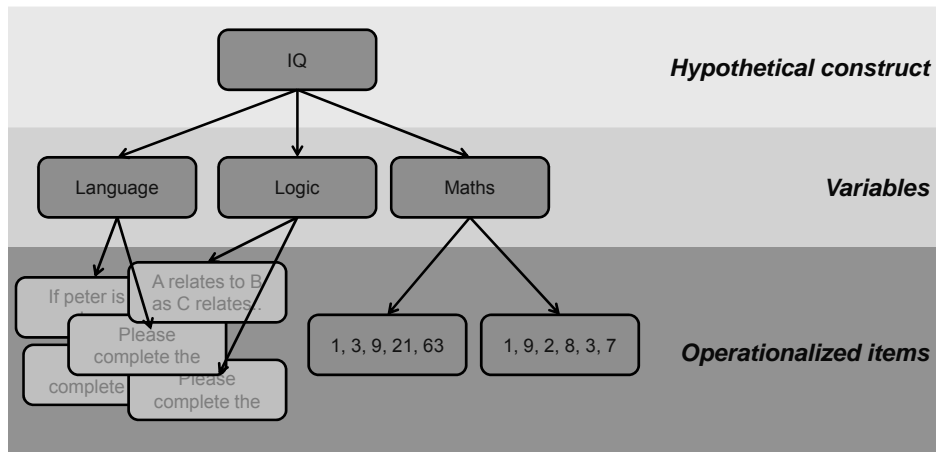 IQ
Hypothetical construct
Language
Logic
Maths
Variables
If peter is
A relates to B
as C relates..
Please
complete the
complete
Please
complete the
1, 3, 9, 21, 63
1, 9, 2, 8, 3, 7
Operationalized items